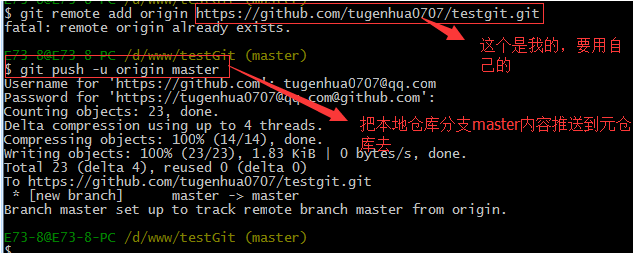 $ git remote add origin https://github.com/tugenhua0707/testgit.git
fatal: remote origin already exists.
这个是我的，要用自
己的
E73-8@E73-8-PC /d/www/testGit (master)
$ git push -u origin master
Username for 'https://github.com': tugenhua0707@qq.com
Password for 'https://tugenhua0707@qq.com@github.com':
Counting objects: 23, done.
Delta compression using up to 4 threads.
把本地仓库分支master内容推送到元仓
库去
Compressing objects: 100% (14/14), done.
Writing objects: 100% (23/23), 1.83 KiB | 0 bytes/s, done.
Total 23 (delta 4), reused 0 (delta 0)
To https://github.com/tugenhua0707/testgit.git
 * [new branch]      master -> master
Branch master set up to track remote branch master from origin.
E73-8@E73-8-PC /d/www/testGit (master)
$